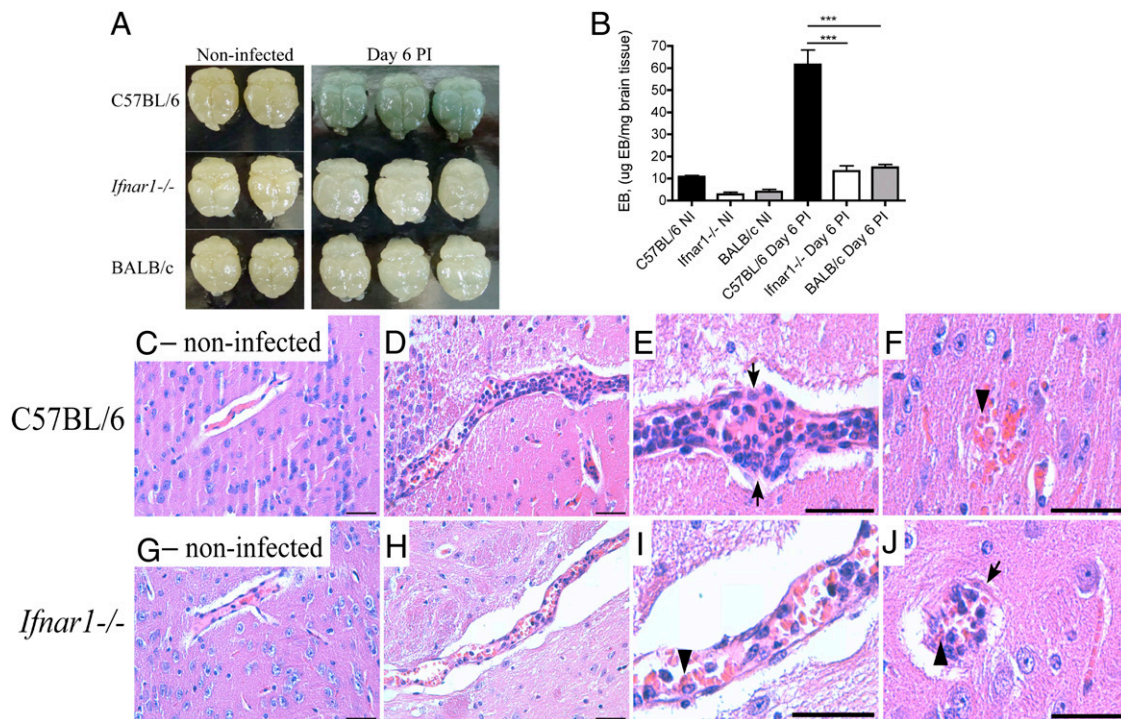 A
Non-infected
Day 6 PI
C57BL/6
Ifnar1-/-
BALB/c
B
EB, (ug EB/mg brain tissue)
70
60
50
40
30
20
10
0
***
***
C57BL/6 NI
Ifnar1-/- NI
BALB/c NI
C57BL/6 Day 6 PI
Ifnar1-/- Day 6 PI
BALB/c Day 6 PI
C – non-infected
D
E
F
C57BL/6
G – non-infected
H
I
J
Ifnar1-/-